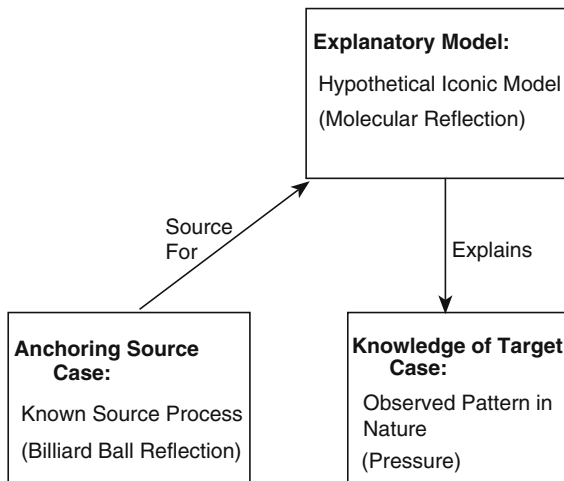 Explanatory Model:
Hypothetical Iconic Model
(Molecular Reflection)
Source
For
Explains
Anchoring Source
Case:
Known Source Process
(Billiard Ball Reflection)
Knowledge of Target
Case:
Observed Pattern in
Nature
(Pressure)